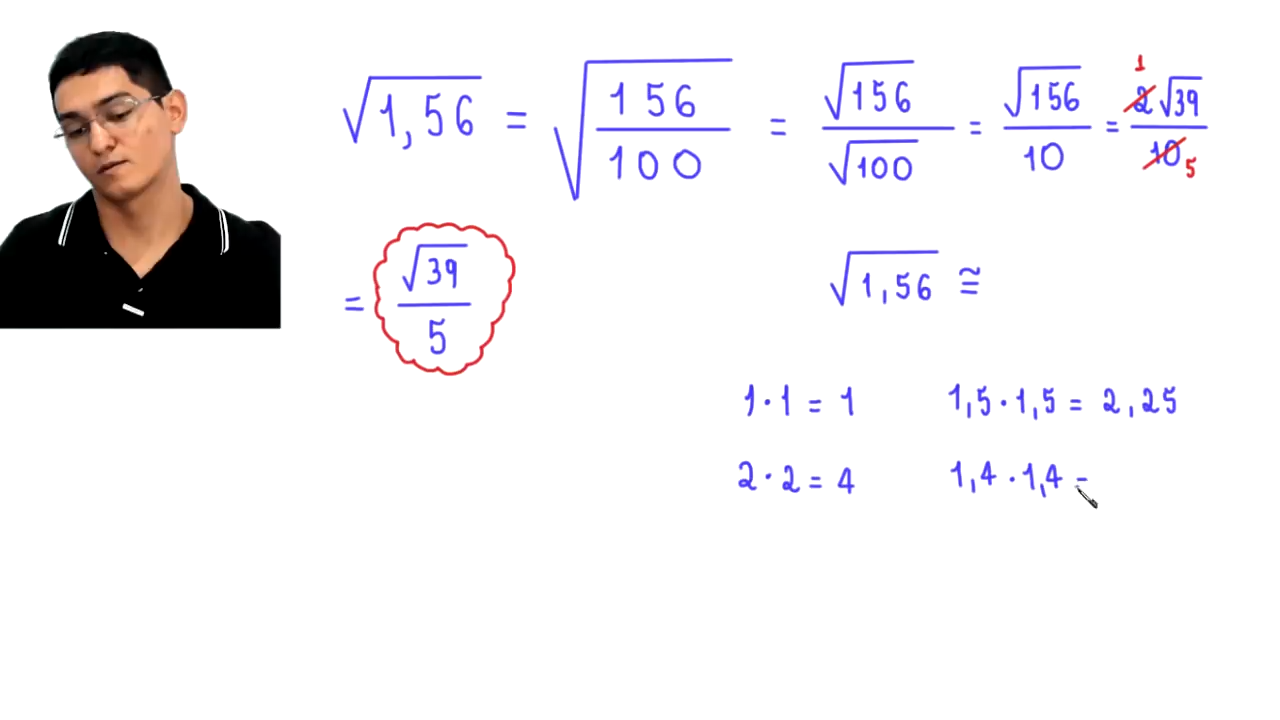 √1,56 = √(156/100) = √156/√100 = √156/10 = 2√39/10 1 5
= √39/5
√1,56 ≅
1 · 1 = 1
1,5 · 1,5 = 2,25
2 · 2 = 4
1,4 · 1,4 =